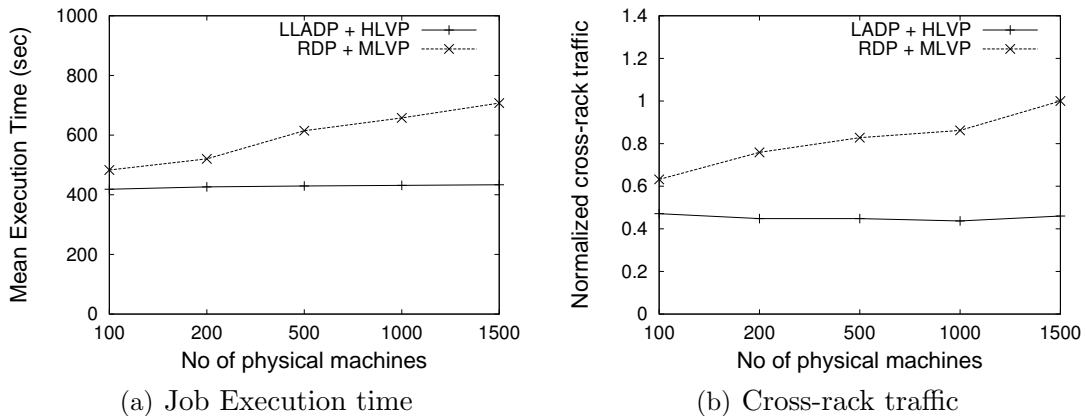 1000
800
600
400
200
0
Mean Execution Time (sec)
LLADP + HLVP
RDP + MLVP
100 200 500 1000 1500
No of physical machines
(a) Job Execution time
1.4
1.2
1
0.8
0.6
0.4
0.2
0
Normalized cross-rack traffic
LADP + HLVP
RDP + MLVP
100 200 500 1000 1500
No of physical machines
(b) Cross-rack traffic